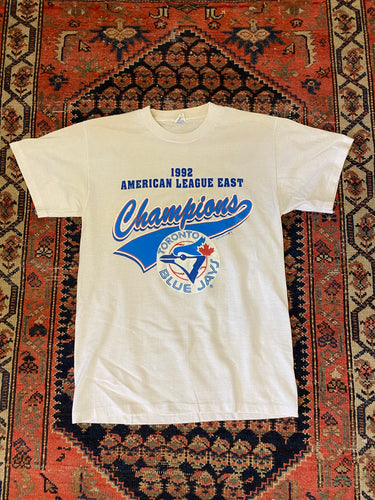 1992
AMERICAN LEAGUE EAST
Champions
TORONTO
BLUE JAYS